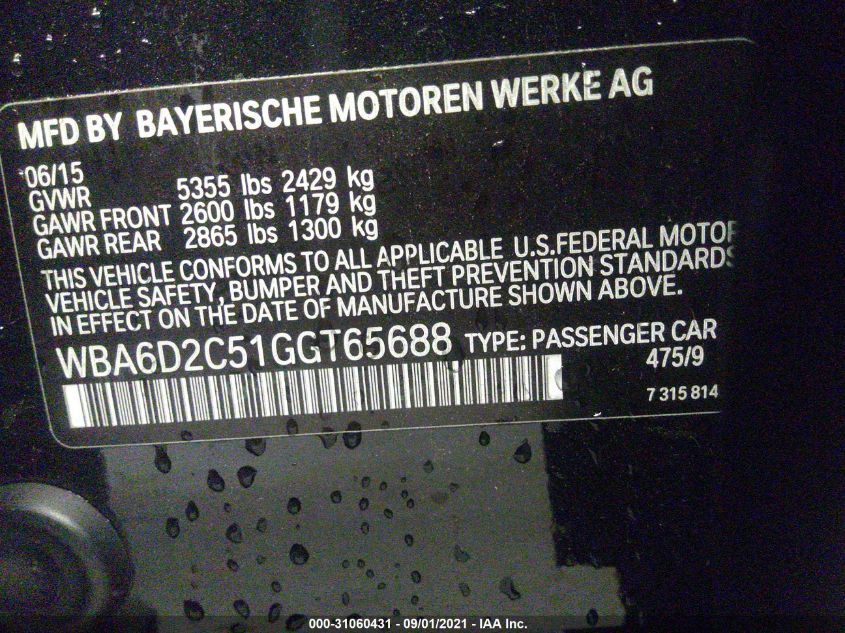 MFD BY BAYERISCHE MOTOREN WERKE AG
06/15
GVWR 5355 lbs 2429 kg
GAWR FRONT 2600 lbs 1179 kg
GAWR REAR 2865 lbs 1300 kg
THIS VEHICLE CONFORMS TO ALL APPLICABLE U.S.FEDERAL MOTOR
VEHICLE SAFETY, BUMPER AND THEFT PREVENTION STANDARDS
IN EFFECT ON THE DATE OF MANUFACTURE SHOWN ABOVE.
WBA6D2C51GGT65688 TYPE: PASSENGER CAR
475/9
7 315 814
000-31060431 - 09/01/2021 - IAA Inc.